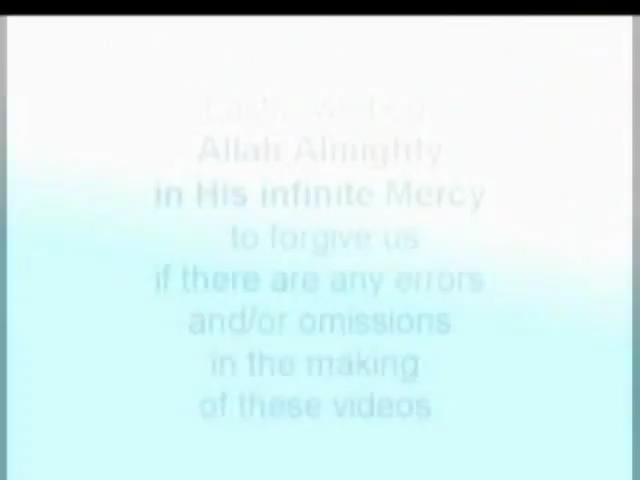 Allah Almighty
in His infinite Mercy
to forgive us
if there are any errors
and/or omissions
in the making
of these videos